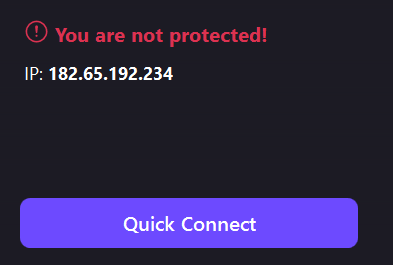 You are not protected!
IP: 182.65.192.234
Quick Connect